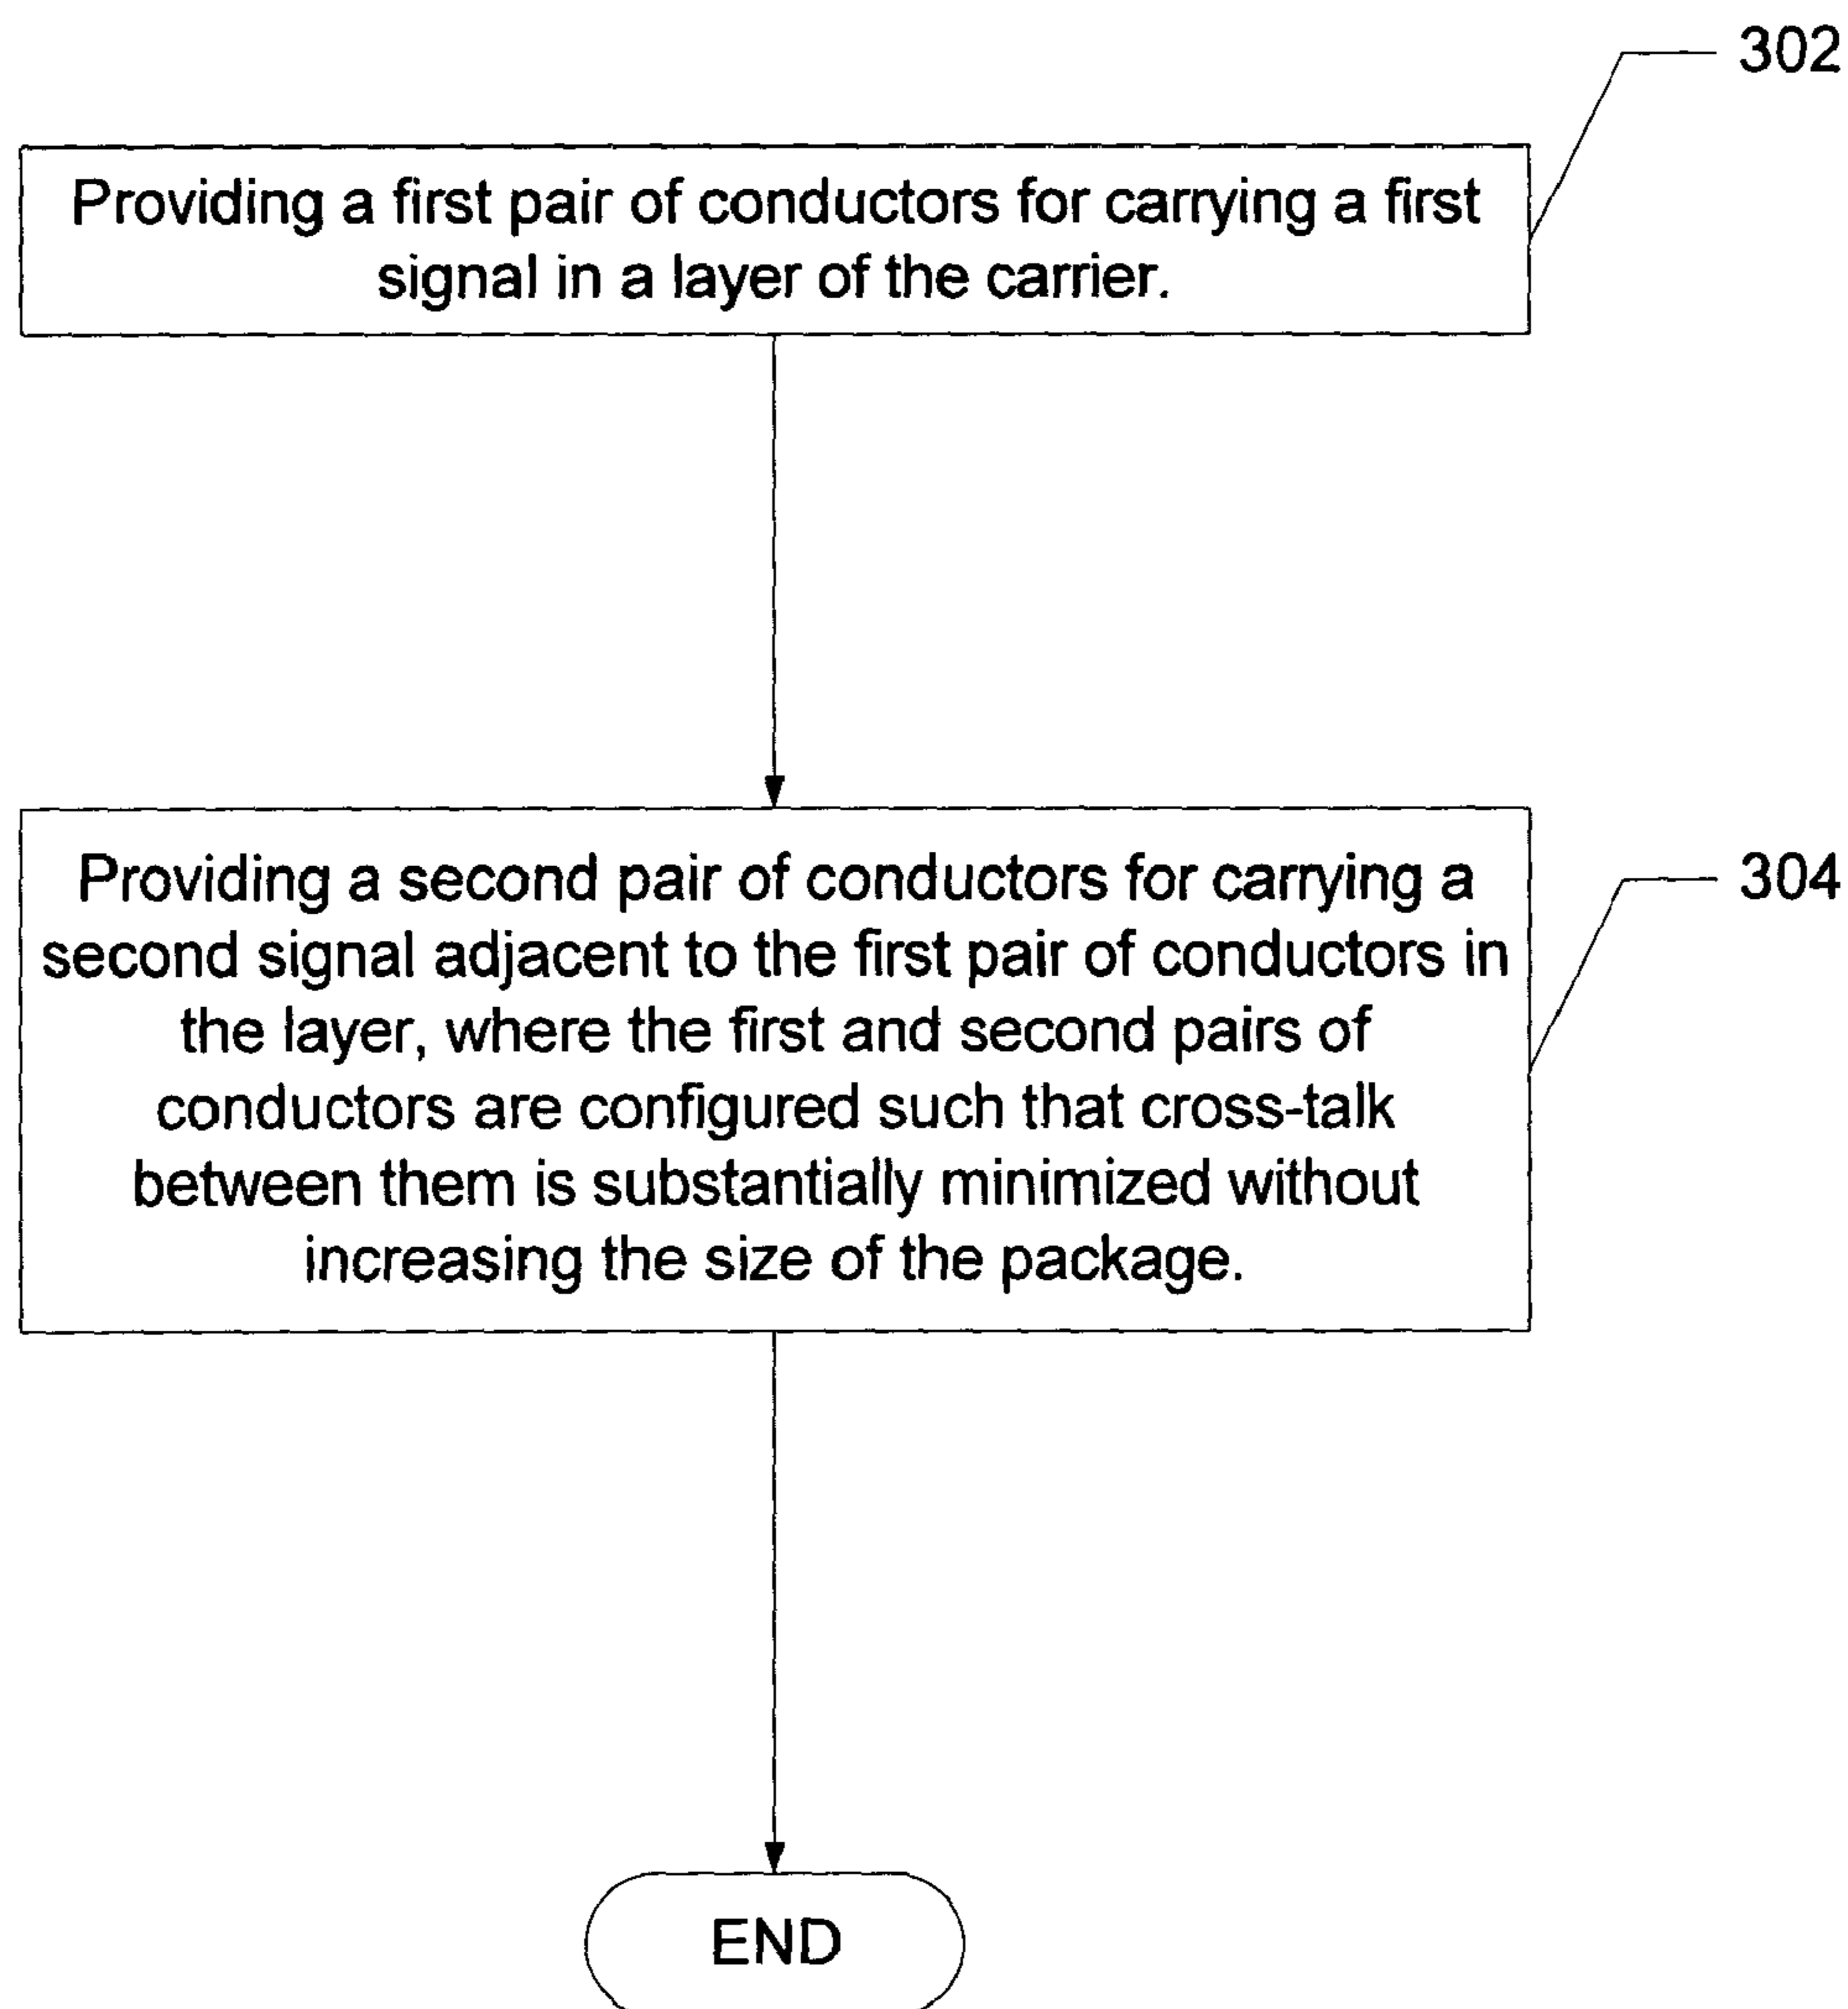 302
Providing a first pair of conductors for carrying a first
signal in a layer of the carrier.
Providing a second pair of conductors for carrying a
second signal adjacent to the first pair of conductors in
the layer, where the first and second pairs of
conductors are configured such that cross-talk
between them is substantially minimized without
increasing the size of the package.
304
END